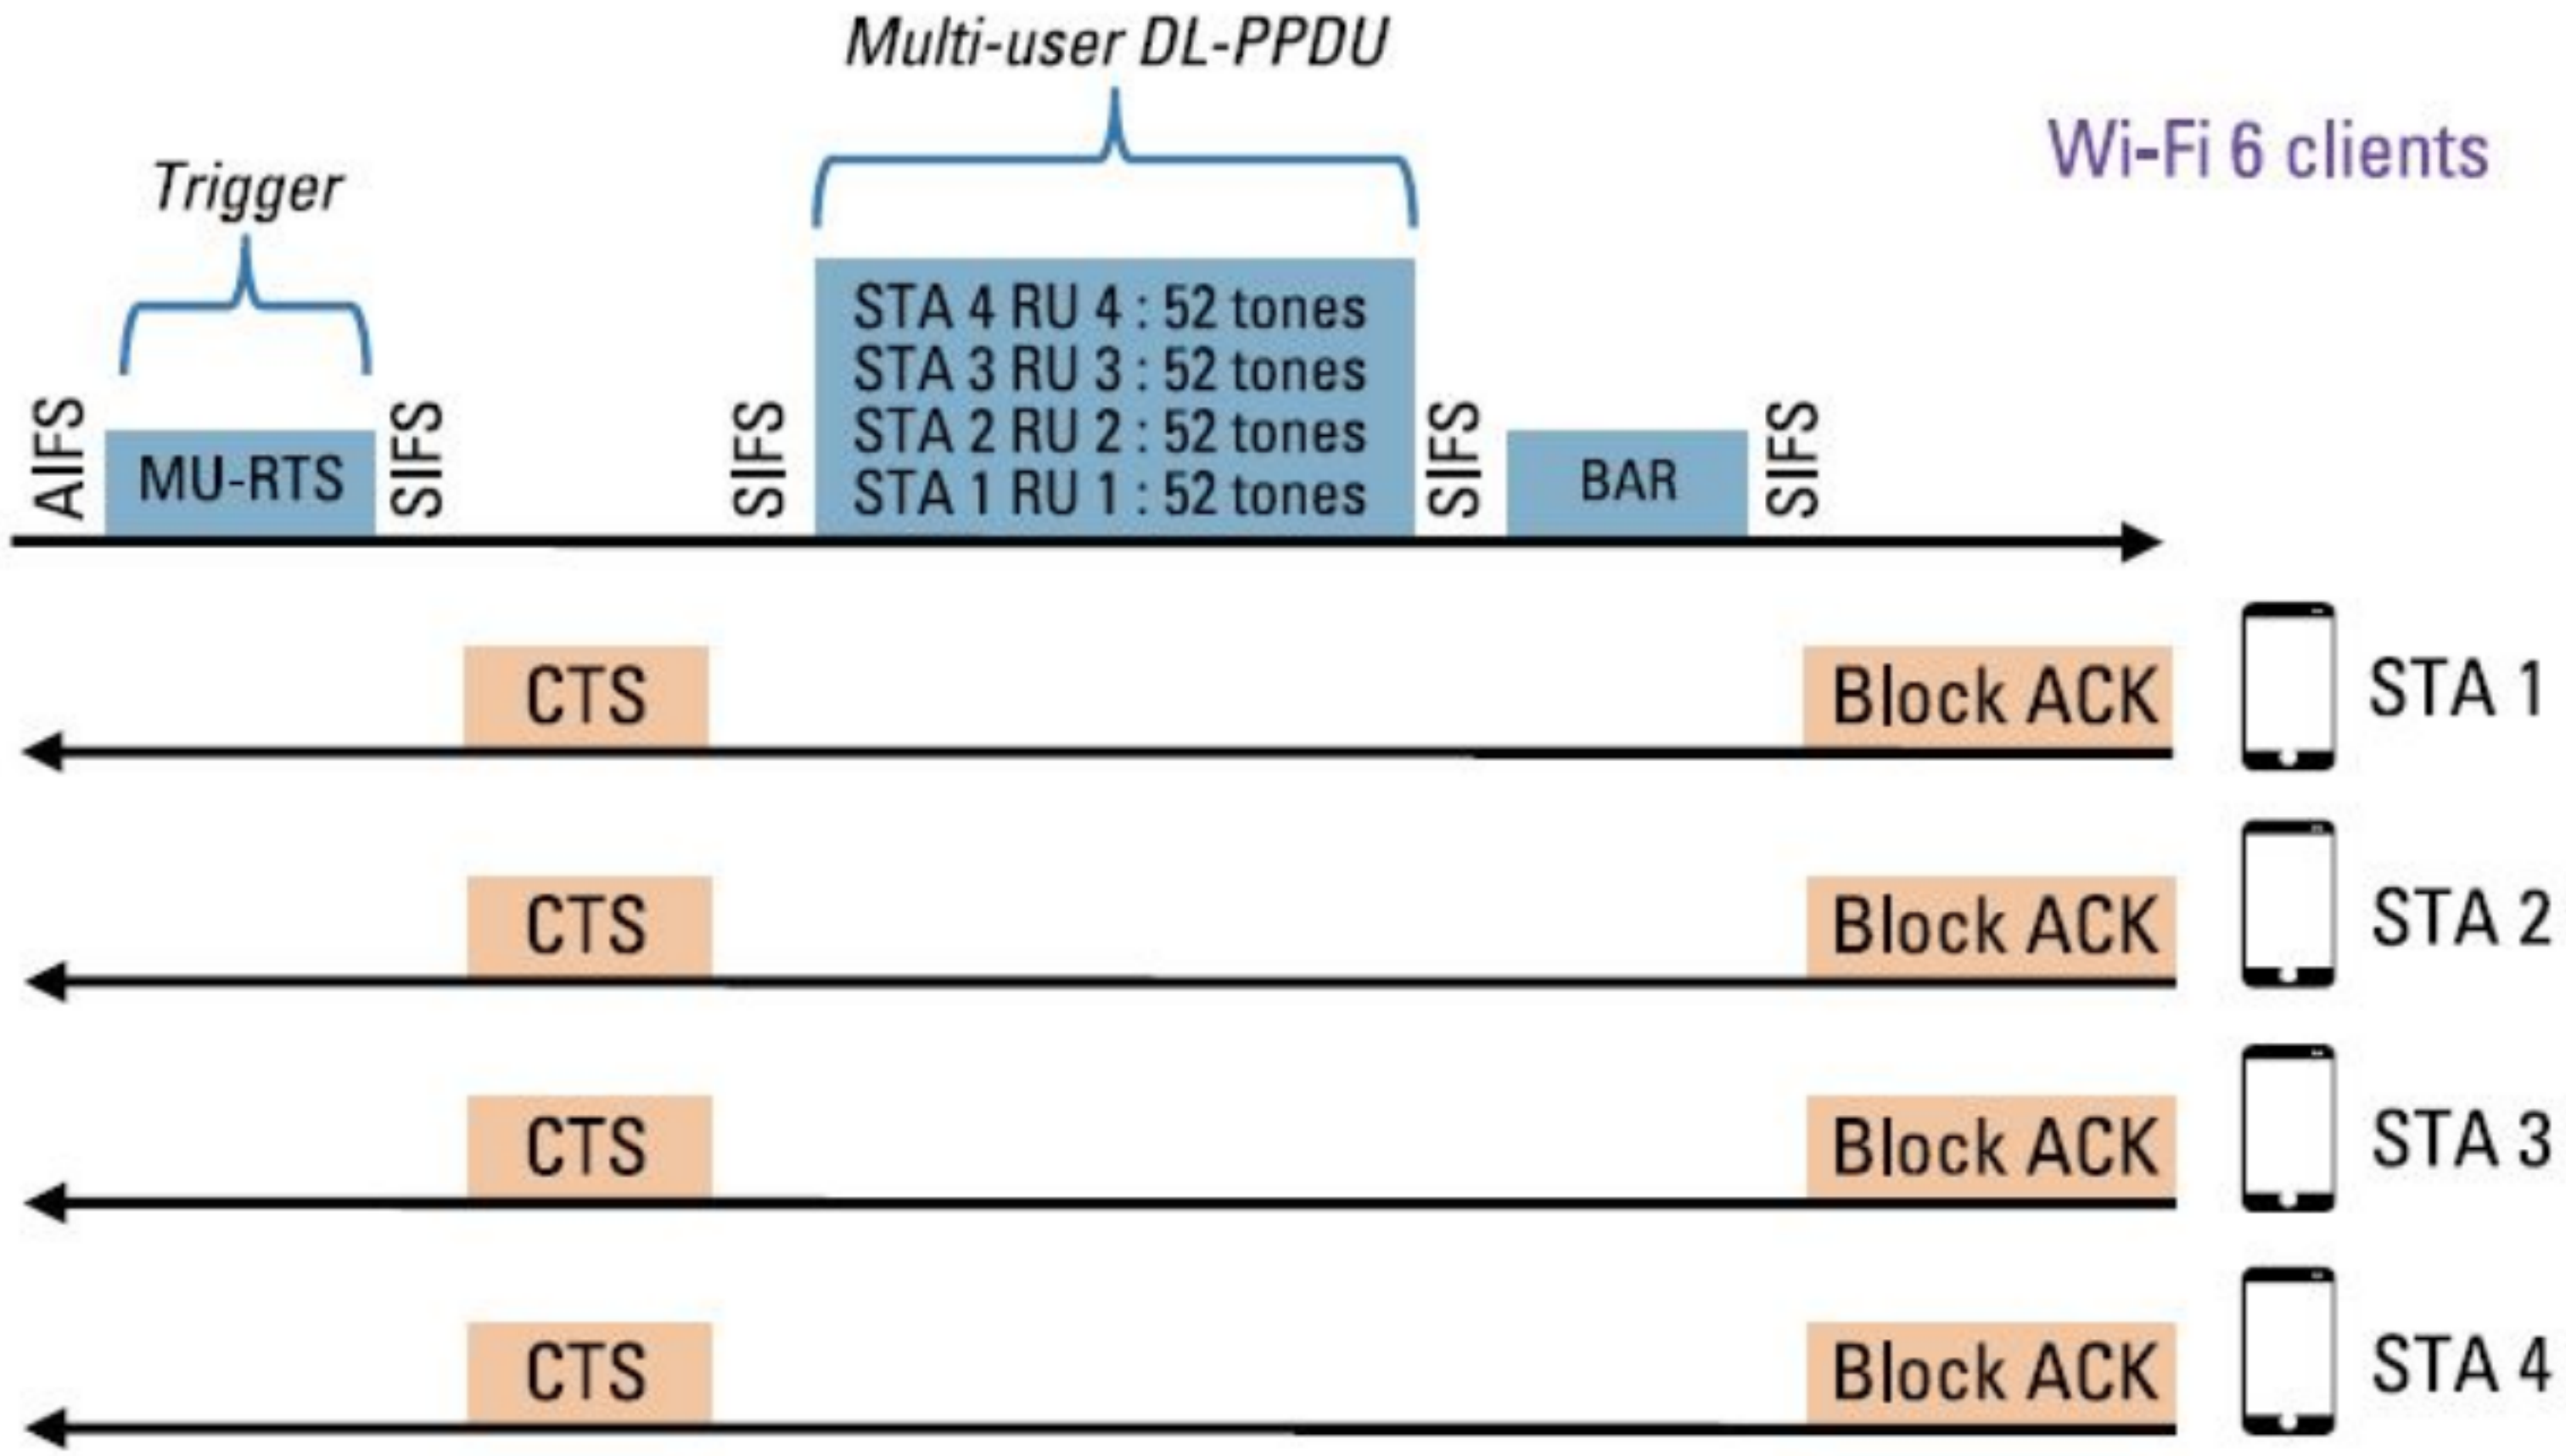 Multi-user DL-PPDU
Wi-Fi 6 clients
Trigger
AIFS
MU-RTS
SIFS
SIFS
STA 4 RU 4 : 52 tones
STA 3 RU 3 : 52 tones
STA 2 RU 2 : 52 tones
STA 1 RU 1 : 52 tones
SIFS
BAR
SIFS
CTS
Block ACK
STA 1
CTS
Block ACK
STA 2
CTS
Block ACK
STA 3
CTS
Block ACK
STA 4